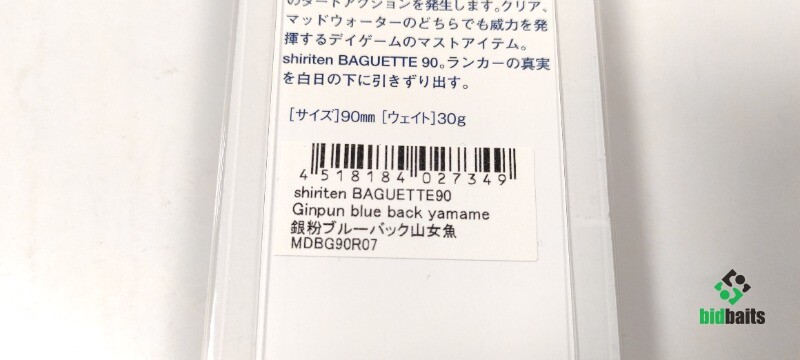 のダートアクションを発生します。クリア、
マッドウォーターのどちらでも威力を発
揮するデイゲームのマストアイテム。
shiriten BAGUETTE 90。ランカーの真実
を白日の下に引きずり出す。
[サイズ]90mm [ウェイト]30g
4 518184 027349
shiriten BAGUETTE90
Ginpun blue back yamame
銀粉ブルーバック山女魚
MDBG90R07
bidbaits